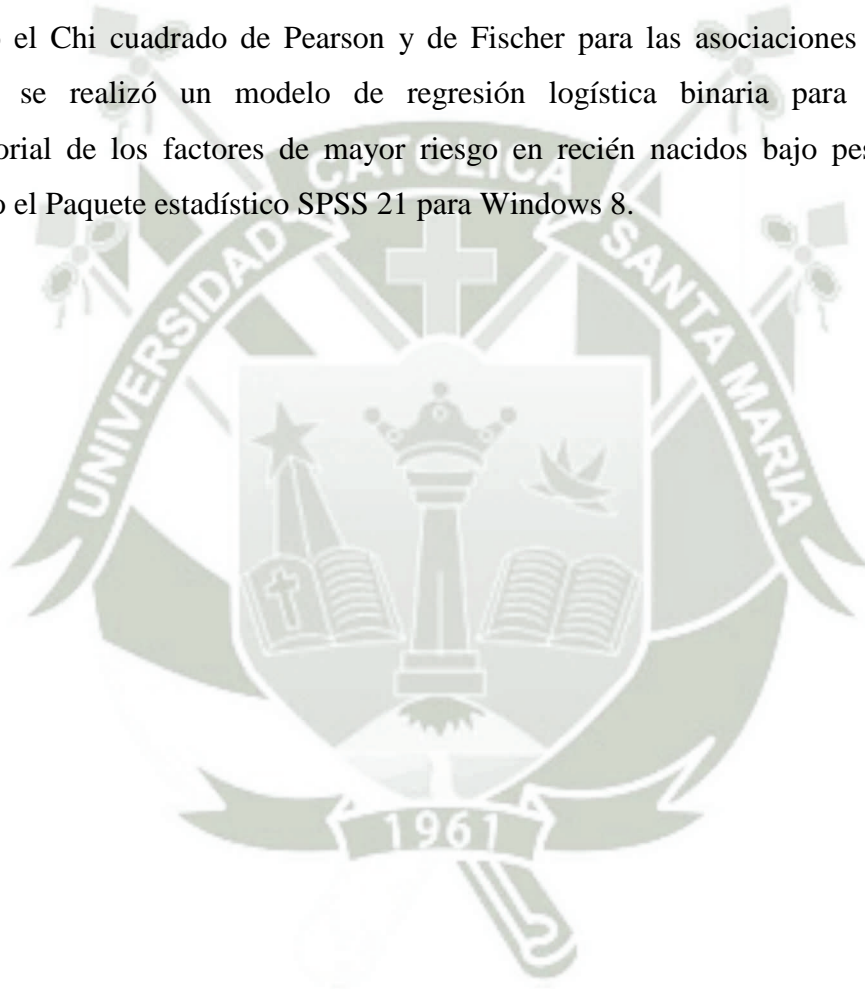 el Chi cuadrado de Pearson y de Fischer para las asociaciones
se realizó un modelo de regresión logística binaria para
de los factores de mayor riesgo en recién nacidos bajo
el Paquete estadístico SPSS 21 para Windows 8.
UNIVERSIDAD CATOLICA SANTA MARIA
1961